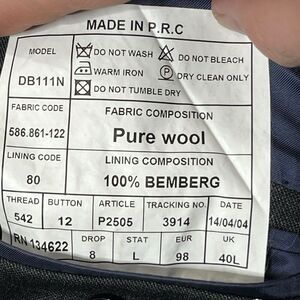 MADE IN P.R.C
MODEL
DB111N
DO NOT WASH
DO NOT BLEACH
WARM IRON
P DRY CLEAN ONLY
DO NOT TUMBLE DRY
FABRIC CODE
586.861-122
FABRIC COMPOSITION
Pure wool
LINING CODE
80
LINING COMPOSITION
100% BEMBERG
THREAD BUTTON ARTICLE TRACKING NO. DATE
542 12 P2505 3914 14/04/04
RN 134622
DROP STAT EUR UK
8 L 98 40L